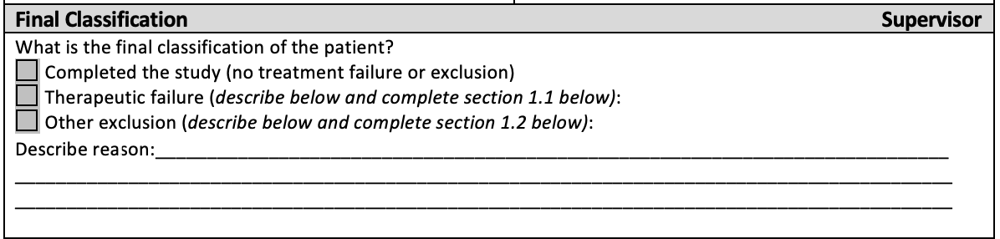 Final Classification Supervisor
What is the final classification of the patient?
Completed the study (no treatment failure or exclusion)
Therapeutic failure (describe below and complete section 1.1 below):
Other exclusion (describe below and complete section 1.2 below):
Describe reason: